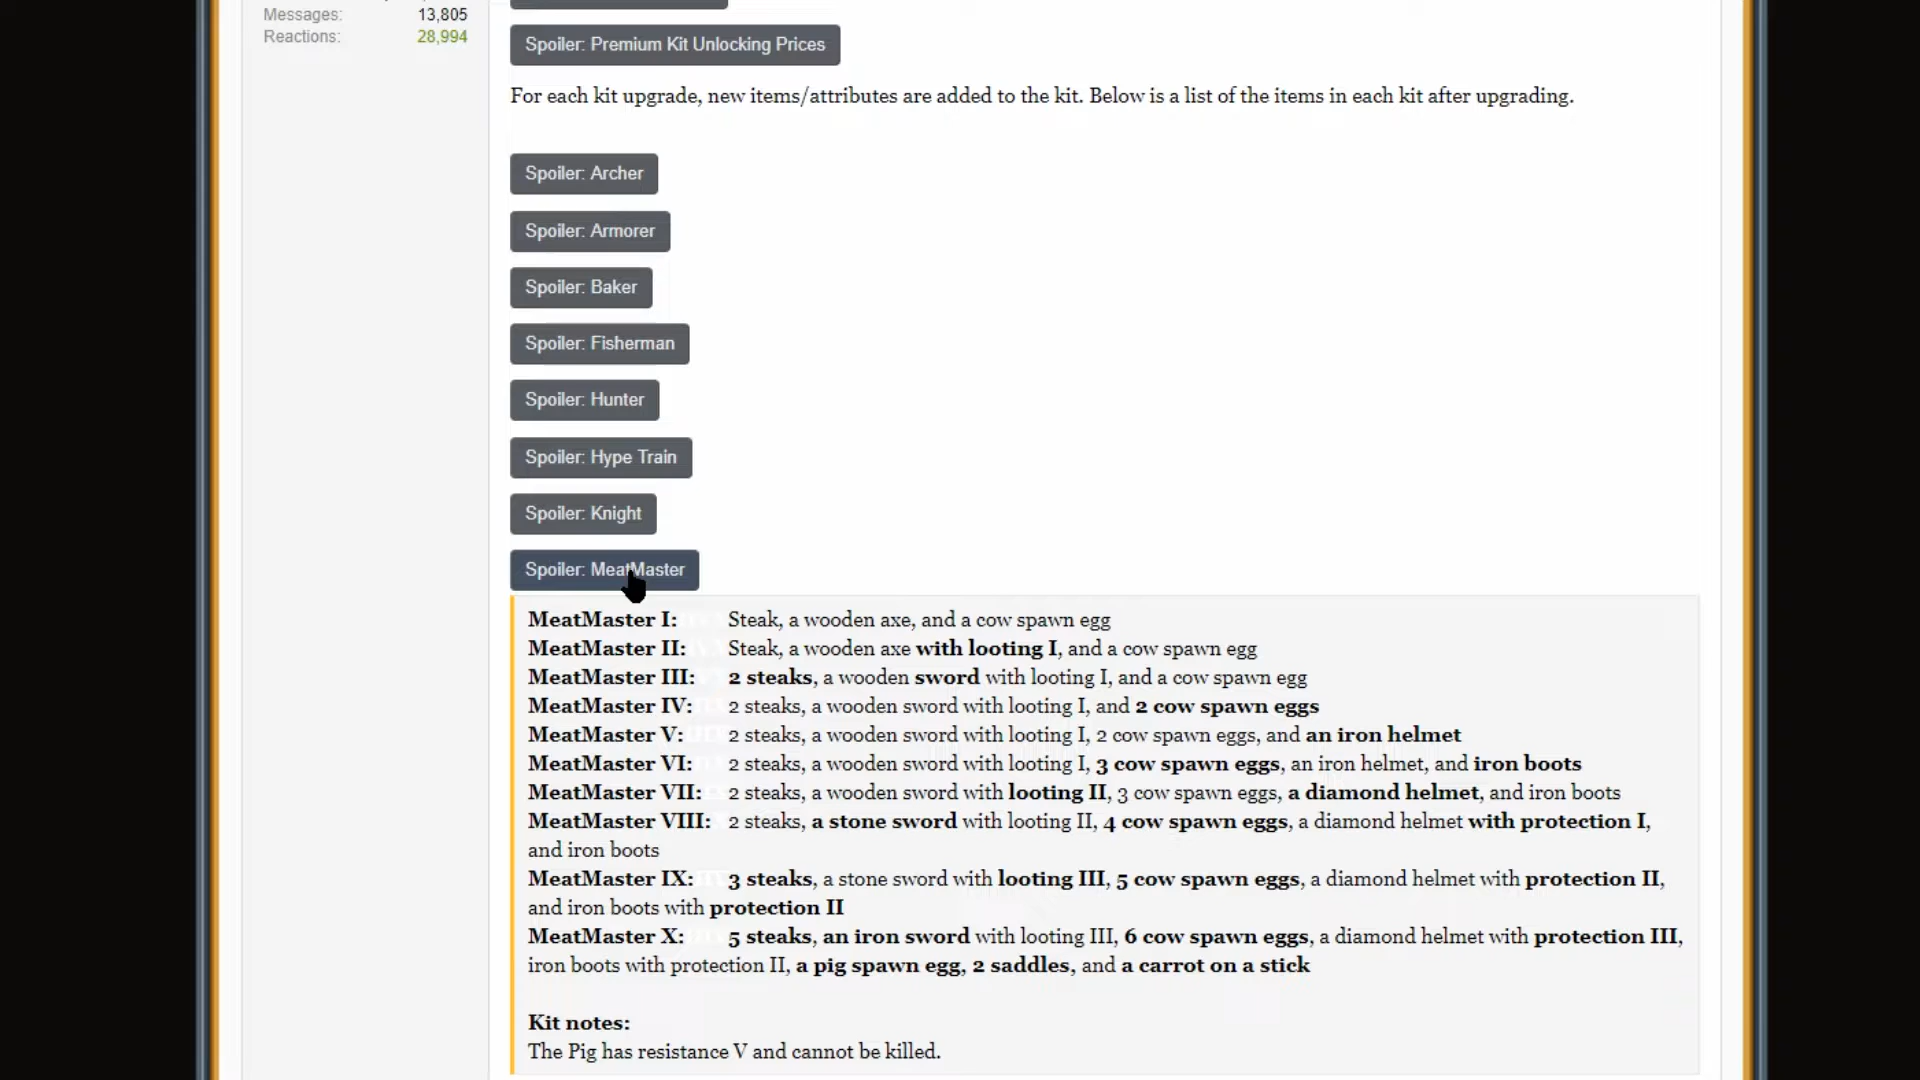 Messages: 13,805
Reactions: 28,994
Spoiler: Premium Kit Unlocking Prices
For each kit upgrade, new items/attributes are added to the kit. Below is a list of the items in each kit after upgrading.
Spoiler: Archer
Spoiler: Armorer
Spoiler: Baker
Spoiler: Fisherman
Spoiler: Hunter
Spoiler: Hype Train
Spoiler: Knight
Spoiler: MeatMaster
MeatMaster I: Steak, a wooden axe, and a cow spawn egg
MeatMaster II: Steak, a wooden axe with looting I, and a cow spawn egg
MeatMaster III: 2 steaks, a wooden sword with looting I, and a cow spawn egg
MeatMaster IV: 2 steaks, a wooden sword with looting I, and 2 cow spawn eggs
MeatMaster V: 2 steaks, a wooden sword with looting I, 2 cow spawn eggs, and an iron helmet
MeatMaster VI: 2 steaks, a wooden sword with looting I, 3 cow spawn eggs, an iron helmet, and iron boots
MeatMaster VII: 2 steaks, a wooden sword with looting II, 3 cow spawn eggs, a diamond helmet, and iron boots
MeatMaster VIII: 2 steaks, a stone sword with looting II, 4 cow spawn eggs, a diamond helmet with protection I,
and iron boots
MeatMaster IX: 3 steaks, a stone sword with looting III, 5 cow spawn eggs, a diamond helmet with protection II,
and iron boots with protection II
MeatMaster X: 5 steaks, an iron sword with looting III, 6 cow spawn eggs, a diamond helmet with protection III,
iron boots with protection II, a pig spawn egg, 2 saddles, and a carrot on a stick
Kit notes:
The Pig has resistance V and cannot be killed.